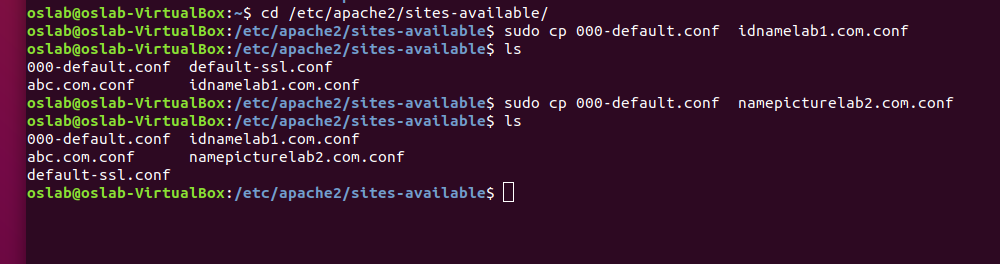 oslab@oslab-VirtualBox:~$ cd /etc/apache2/sites-available/
oslab@oslab-VirtualBox:/etc/apache2/sites-available$ sudo cp 000-default.conf  idnamelab1.com.conf
oslab@oslab-VirtualBox:/etc/apache2/sites-available$ ls
000-default.conf  default-ssl.conf
abc.com.conf      idnamelab1.com.conf
oslab@oslab-VirtualBox:/etc/apache2/sites-available$ sudo cp 000-default.conf  namepicturelab2.com.conf
oslab@oslab-VirtualBox:/etc/apache2/sites-available$ ls
000-default.conf  idnamelab1.com.conf
abc.com.conf      namepicturelab2.com.conf
default-ssl.conf
oslab@oslab-VirtualBox:/etc/apache2/sites-available$